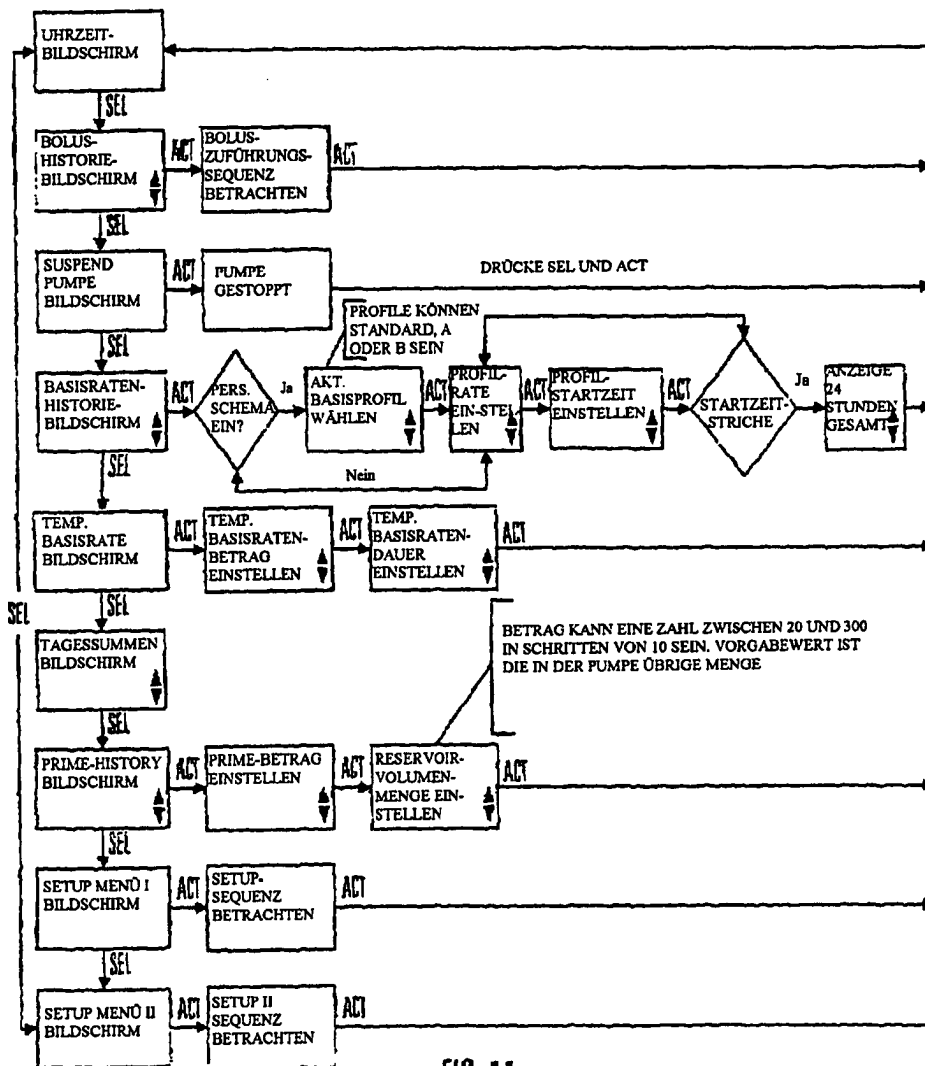 UHRZEIT-
BILDSCHIRM
SEL
BOLUS-
HISTORIE-
BILDSCHIRM
ACT
BOLUS-
ZUFÜHRUNGS-
SEQUENZ
BETRACHTEN
ACT
SEL
SUSPEND
PUMPE
BILDSCHIRM
ACT
PUMPE
GESTOPPT
DRÜCKE SEL UND ACT
SEL
PROFILE KÖNNEN
STANDARD, A
ODER B SEIN
BASISRATEN-
HISTORIE-
BILDSCHIRM
ACT
PERS.
SCHEMA
EIN?
Ja
AKT.
BASISPROFIL
WÄHLEN
ACT
PROFIL-
RATE
EIN-STEL-
LEN
ACT
PROFIL-
STARTZEIT
EINSTELLEN
ACT
STARTZEIT-
STRICHE
Ja
ANZEIGE
24
STUNDEN
GESAMT
Nein
SEL
TEMP.
BASISRATE
BILDSCHIRM
ACT
TEMP.
BASISRATEN-
BETRAG
EINSTELLEN
ACT
TEMP.
BASISRATEN-
DAUER
EINSTELLEN
ACT
SEL
SEL
TAGESSUMMEN
BILDSCHIRM
BETRAG KANN EINE ZAHL ZWISCHEN 20 UND 300
IN SCHRITTEN VON 10 SEIN. VORGABEWERT IST
DIE IN DER PUMPE ÜBRIGE MENGE
SEL
PRIME-HISTORY
BILDSCHIRM
ACT
PRIME-BETRAG
EINSTELLEN
ACT
RESERVOIR-
VOLUMEN-
MENGE EIN-
STELLEN
ACT
SEL
SETUP MENÜ I
BILDSCHIRM
ACT
SETUP-
SEQUENZ
BETRACHTEN
ACT
SEL
SETUP MENÜ II
BILDSCHIRM
ACT
SETUP II
SEQUENZ
BETRACHTEN
ACT